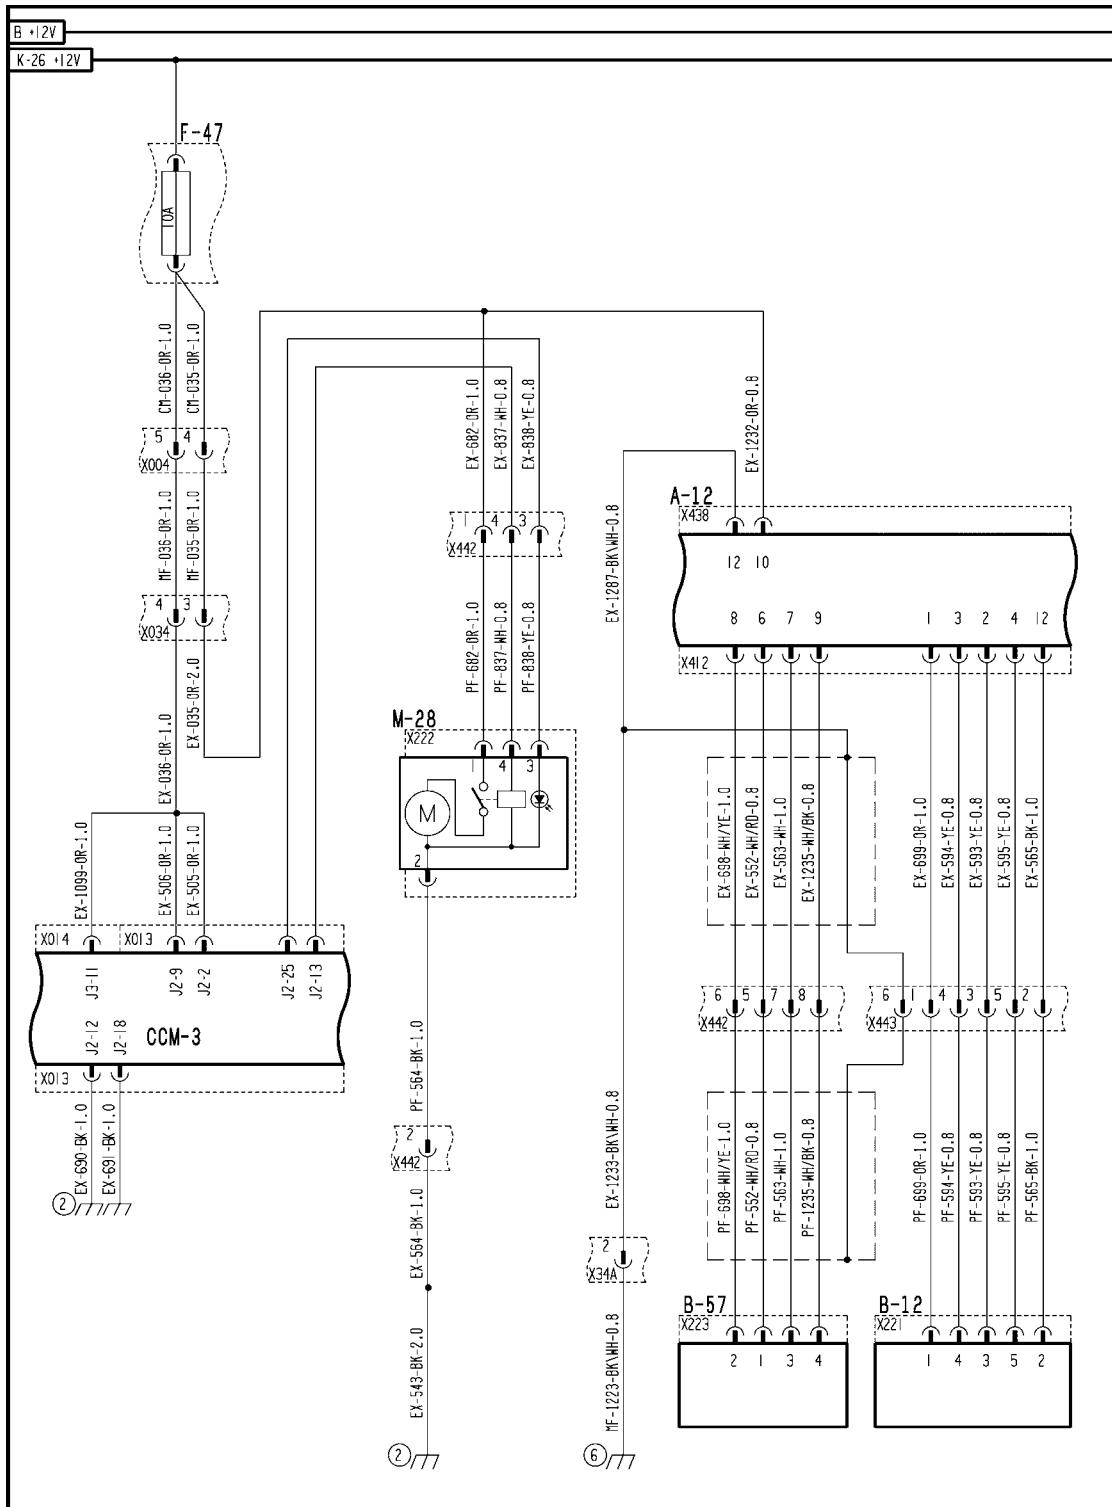 B +12V
K-26 +12V
F-47
10A
CM-036-OR-1.0
CM-035-OR-1.0
5 4
X004
MF-036-OR-1.0
MF-035-OR-1.0
4 3
X034
EX-036-OR-1.0
EX-035-OR-2.0
EX-1099-OR-1.0
EX-506-OR-1.0
EX-505-OR-1.0
X014
X013
J3-11
J2-9
J2-2
J2-25
J2-13
J2-12
J2-18
CCM-3
X013
EX-690-BK-1.0
EX-691-BK-1.0
2
EX-682-OR-1.0
EX-837-WH-0.8
EX-838-YE-0.8
1 4 3
X442
PF-682-OR-1.0
PF-837-WH-0.8
PF-838-YE-0.8
M-28
X222
1 4 3
M
2
PF-564-BK-1.0
2
X442
EX-564-BK-1.0
EX-543-BK-2.0
2
EX-1232-OR-0.8
EX-1287-BK\WH-0.8
A-12
X438
12 10
8 6 7 9 1 3 2 4 12
X412
EX-698-WH/YE-1.0
EX-552-WH/RD-0.8
EX-563-WH-1.0
EX-1235-WH/BK-0.8
EX-699-OR-1.0
EX-594-YE-0.8
EX-593-YE-0.8
EX-595-YE-0.8
EX-565-BK-1.0
6 5 7 8
X442
6 1 4 3 5 2
X443
EX-1233-BK\WH-0.8
2
X34A
MF-1223-BK\WH-0.8
6
PF-698-WH/YE-1.0
PF-552-WH/RD-0.8
PF-563-WH-1.0
PF-1235-WH/BK-0.8
PF-699-OR-1.0
PF-594-YE-0.8
PF-593-YE-0.8
PF-595-YE-0.8
PF-565-BK-1.0
B-57
X223
2 1 3 4
B-12
X221
1 4 3 5 2